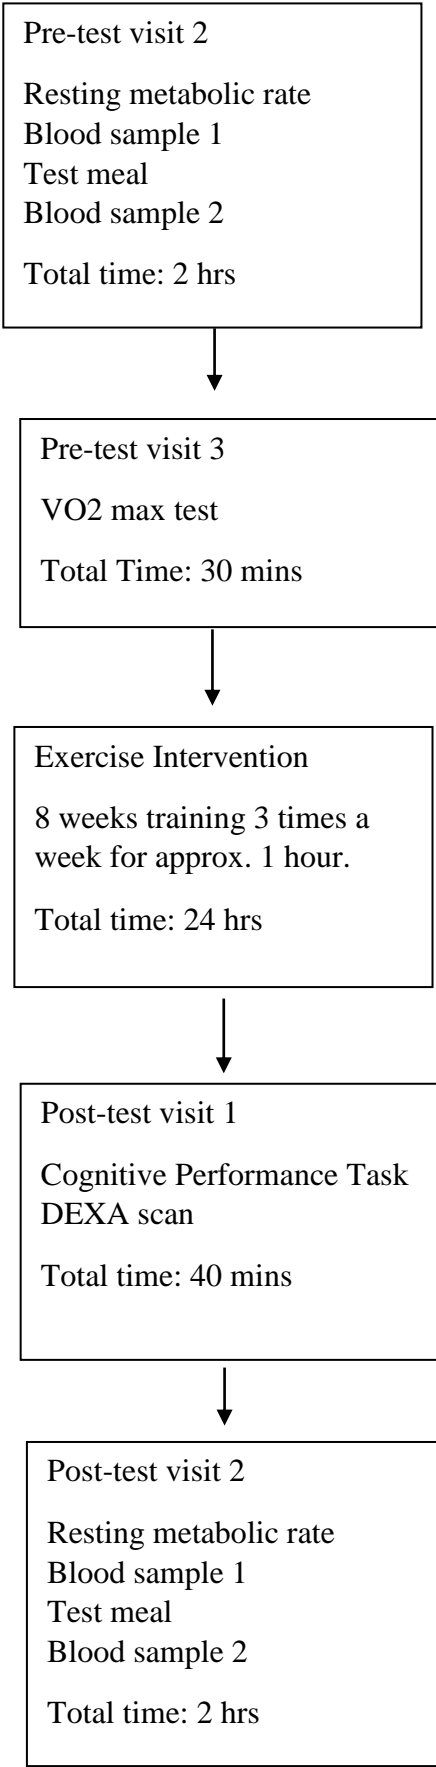 Pre-test visit 2
Resting metabolic rate
Blood sample 1
Test meal
Blood sample 2
Total time: 2 hrs
Pre-test visit 3
VO2 max test
Total Time: 30 mins
Exercise Intervention
8 weeks training 3 times a
week for approx. 1 hour.
Total time: 24 hrs
Post-test visit 1
Cognitive Performance Task
DEXA scan
Total time: 40 mins
Post-test visit 2
Resting metabolic rate
Blood sample 1
Test meal
Blood sample 2
Total time: 2 hrs